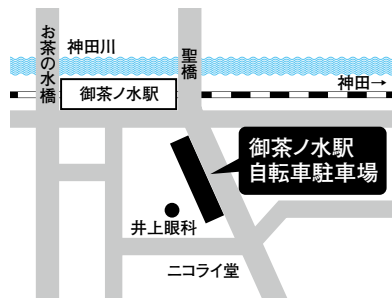 お茶の水橋
神田川
聖橋
神田→
御茶ノ水駅
御茶ノ水駅
自転車駐車場
井上眼科
ニコライ堂